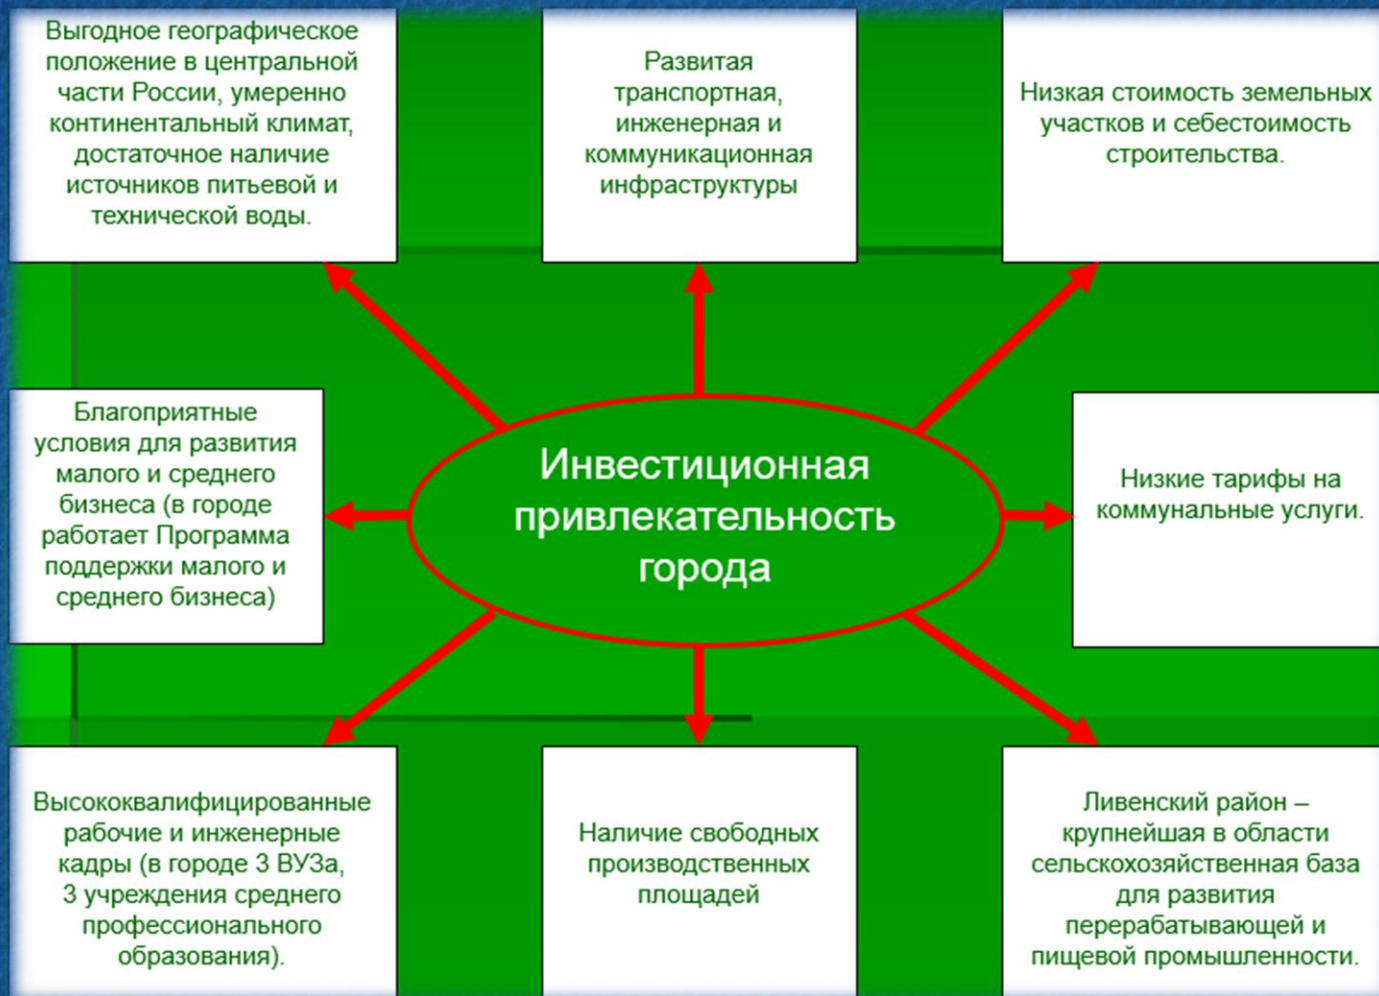 Выгодное географическое
положение в центральной
части России, умеренно
континентальный климат,
достаточное наличие
источников питьевой и
технической воды.
Развитая
транспортная,
инженерная и
коммуникационная
инфраструктуры
Низкая стоимость земельных
участков и себестоимость
строительства.
Благоприятные
условия для развития
малого и среднего
бизнеса (в городе
работает Программа
поддержки малого и
среднего бизнеса)
Инвестиционная
привлекательность
города
Низкие тарифы на
коммунальные услуги.
Высококвалифицированные
рабочие и инженерные
кадры (в городе 3 ВУЗа,
3 учреждения среднего
профессионального
образования).
Наличие свободных
производственных
площадей
Ливенский район –
крупнейшая в области
сельскохозяйственная база
для развития
перерабатывающей и
пищевой промышленности.